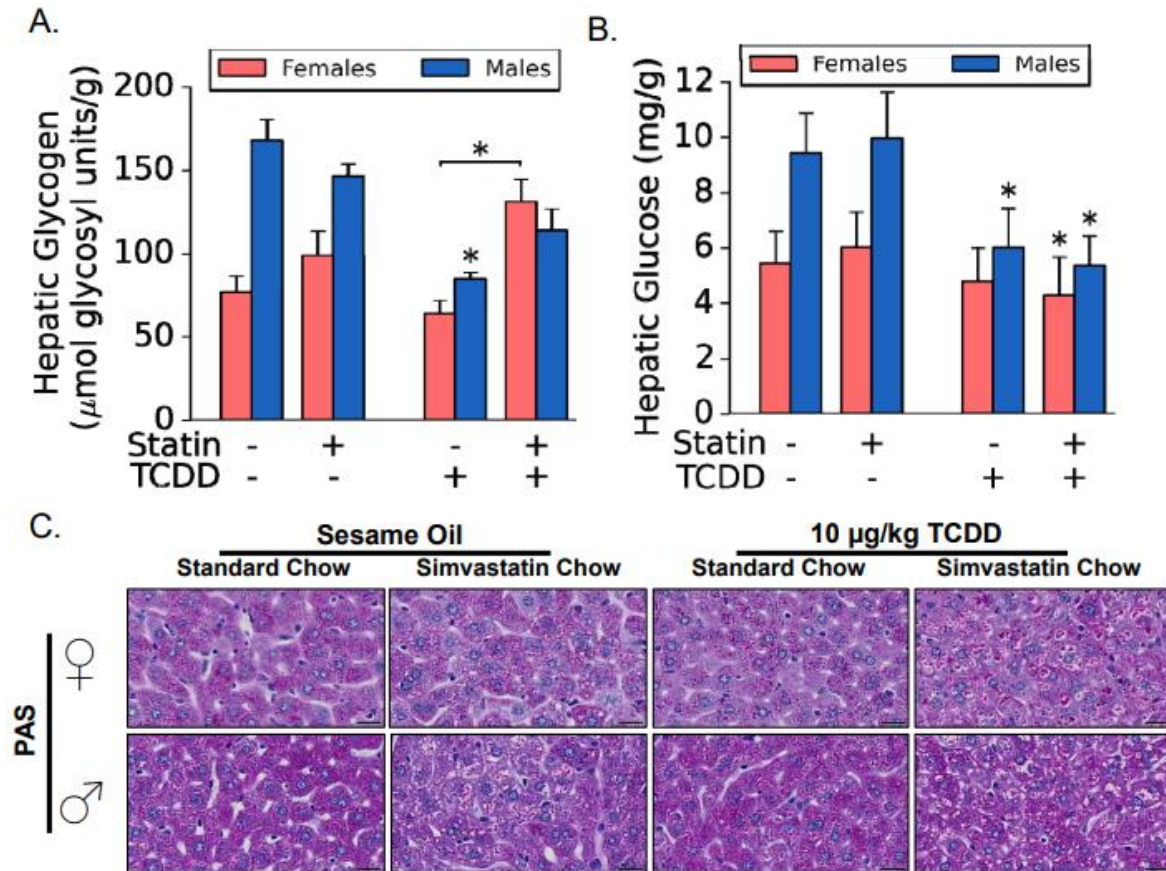 A.
Females Males
Hepatic Glycogen
(μmol glycosyl units/g)
200
150
100
50
0
*
*
Statin - + - +
TCDD - - + +
B.
Females Males
Hepatic Glucose (mg/g)
12
10
8
6
4
2
0
*
*
*
Statin - + - +
TCDD - - + +
C.
Sesame Oil
10 μg/kg TCDD
Standard Chow
Simvastatin Chow
Standard Chow
Simvastatin Chow
PAS
♀
♂